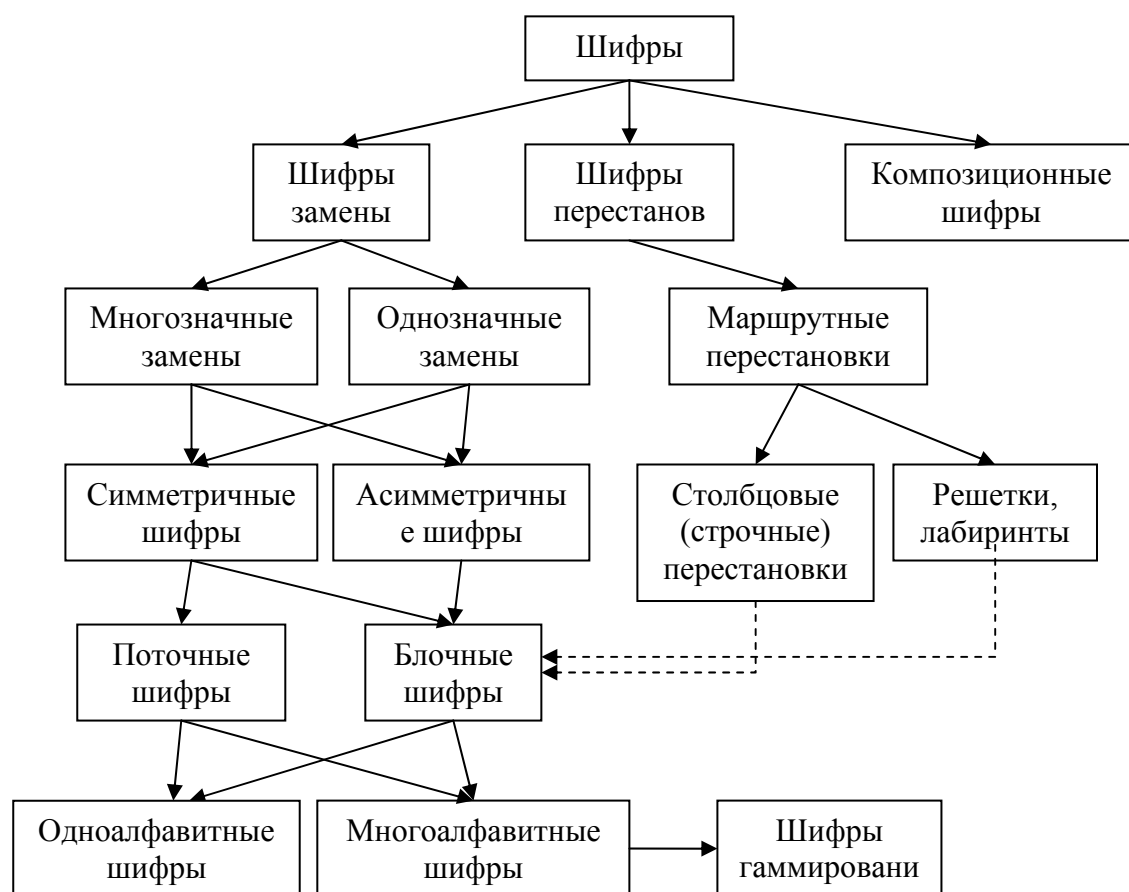 Шифры
Шифры
замены
Шифры
перестанов
Композиционные
шифры
Многозначные
замены
Однозначные
замены
Маршрутные
перестановки
Симметричные
шифры
Асимметричны
е шифры
Столбцовые
(строчные)
перестановки
Решетки,
лабиринты
Поточные
шифры
Блочные
шифры
Одноалфавитные
шифры
Многоалфавитные
шифры
Шифры
гаммировани